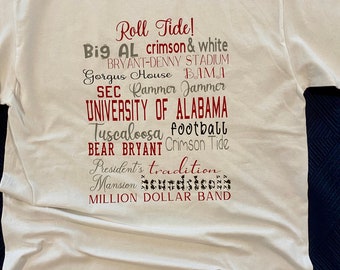 Roll Tide!
Big AL crimson & white
BRYANT-DENNY STADIUM
Gorgus House BAMA
SEC Rammer Jammer
UNIVERSITY OF ALABAMA
Tuscaloosa football
BEAR BRYANT Crimson Tide
President's tradition
Mansion houndstooth
MILLION DOLLAR BAND